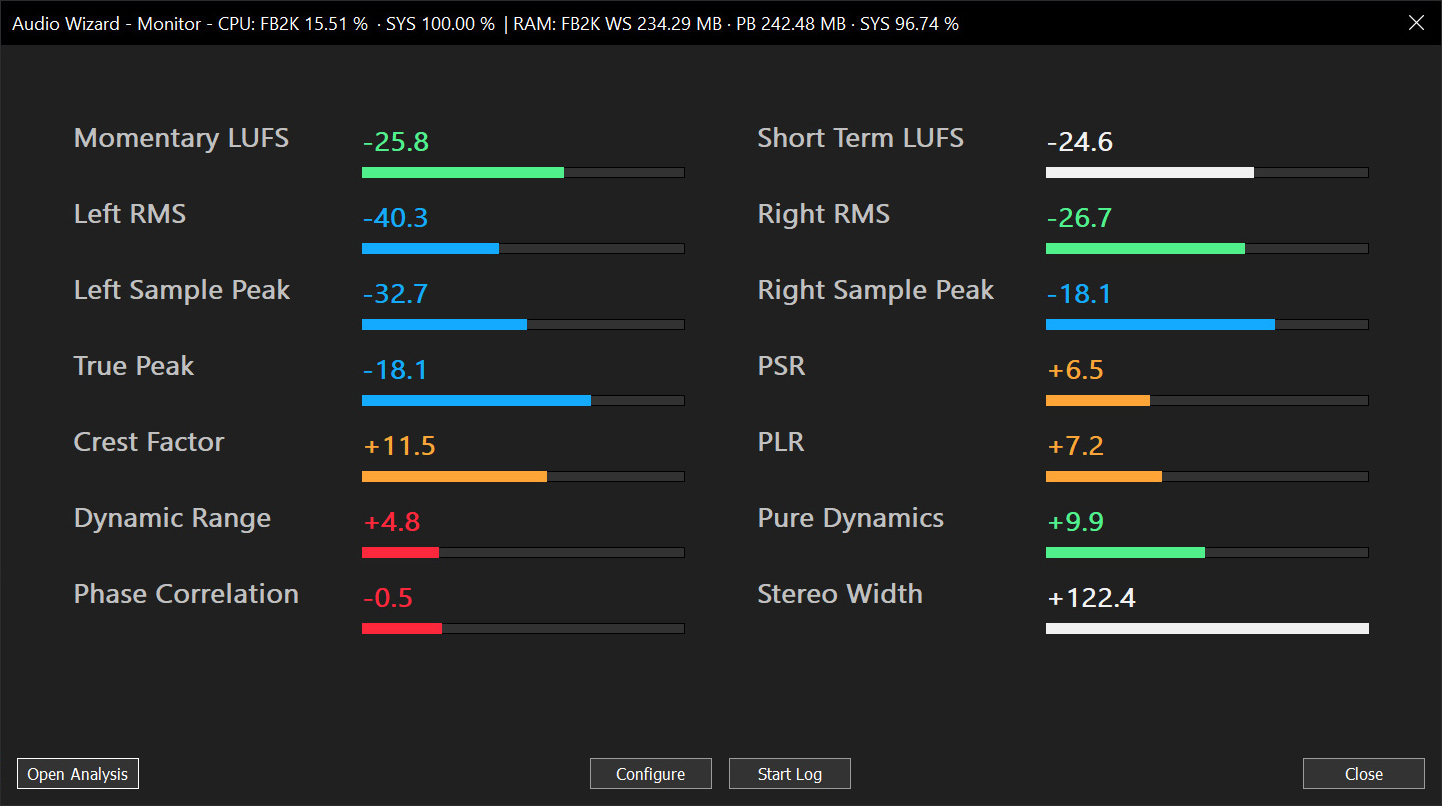 Audio Wizard - Monitor - CPU: FB2K 15.51 % · SYS 100.00 % | RAM: FB2K WS 234.29 MB · PB 242.48 MB · SYS 96.74 %
Momentary LUFS -25.8 Short Term LUFS -24.6
Left RMS -40.3 Right RMS -26.7
Left Sample Peak -32.7 Right Sample Peak -18.1
True Peak -18.1 PSR +6.5
Crest Factor +11.5 PLR +7.2
Dynamic Range +4.8 Pure Dynamics +9.9
Phase Correlation -0.5 Stereo Width +122.4
Open Analysis Configure Start Log Close